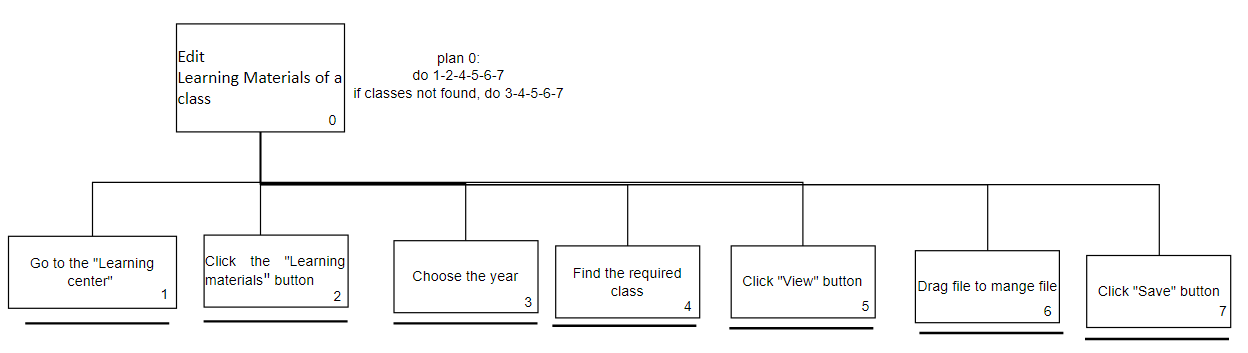 Edit
Learning Materials of a
class
0
plan 0:
do 1-2-4-5-6-7
if classes not found, do 3-4-5-6-7
Go to the "Learning
center"
1
Click the "Learning
materials" button
2
Choose the year
3
Find the required
class
4
Click "View" button
5
Drag file to mange file
6
Click "Save" button
7